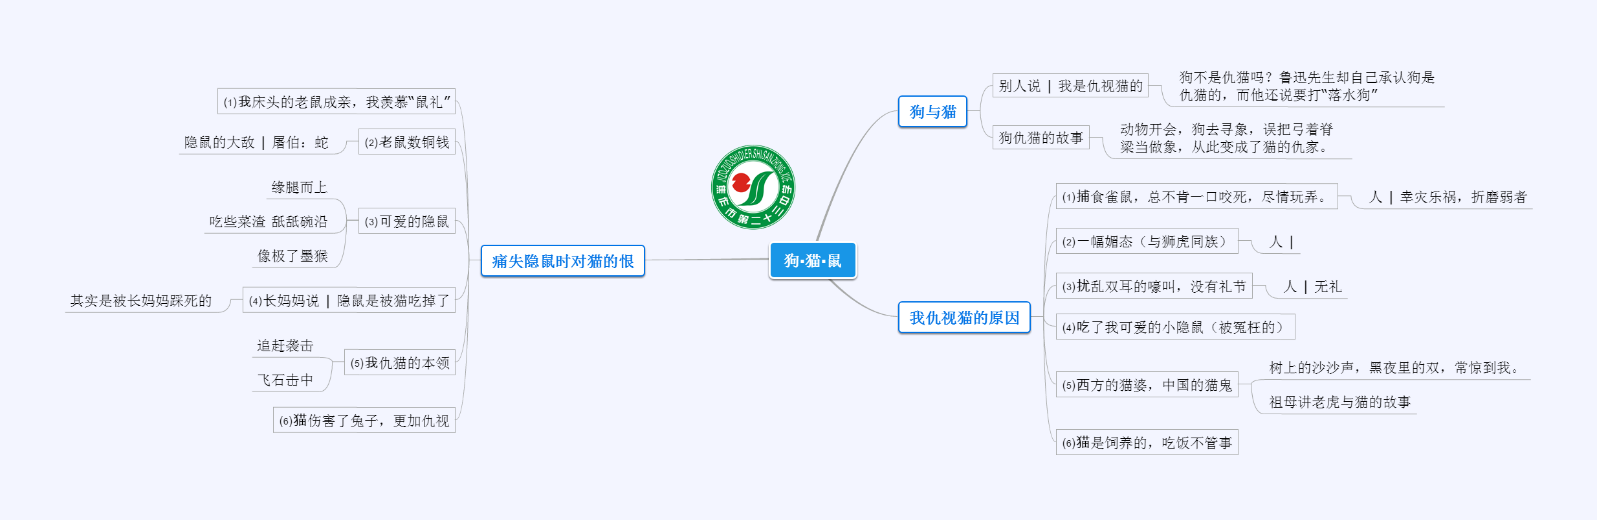 狗·猫·鼠
狗与猫
别人说 | 我是仇视猫的
狗不是仇猫吗？鲁迅先生却自己承认狗是
仇猫的，而他还说要打“落水狗”
狗仇猫的故事
动物开会，狗去寻象，误把弓着脊
梁当做象，从此变成了猫的仇家。
我仇视猫的原因
(1)捕食雀鼠，总不肯一口咬死，尽情玩弄。
人 | 幸灾乐祸，折磨弱者
(2)一幅媚态（与狮虎同族）
人 |
(3)扰乱双耳的嚎叫，没有礼节
人 | 无礼
(4)吃了我可爱的小隐鼠（被冤枉的）
(5)西方的猫婆，中国的猫鬼
树上的沙沙声，黑夜里的双，常惊到我。
祖母讲老虎与猫的故事
(6)猫是饲养的，吃饭不管事
痛失隐鼠时对猫的恨
(1)我床头的老鼠成亲，我羡慕“鼠礼”
(2)老鼠数铜钱
隐鼠的大敌 | 屠伯：蛇
(3)可爱的隐鼠
缘腿而上
吃些菜渣 舐舐碗沿
像极了墨猴
(4)长妈妈说 | 隐鼠是被猫吃掉了
其实是被长妈妈踩死的
(5)我仇猫的本领
追赶袭击
飞石击中
(6)猫伤害了兔子，更加仇视